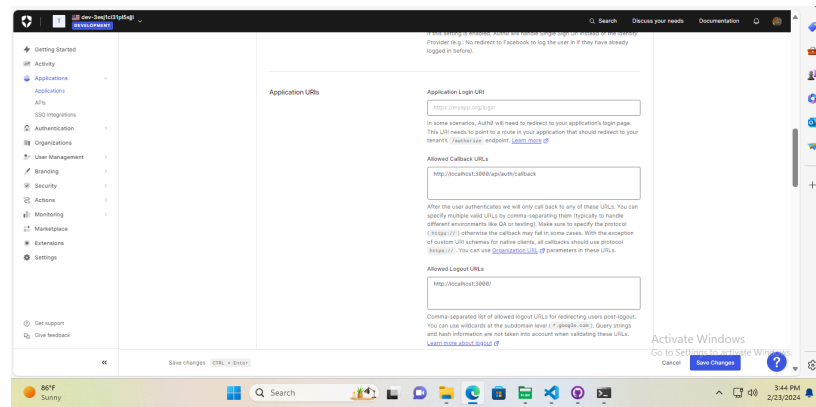 T
dev-3esj1cl31pl5sjjl
DEVELOPMENT
Search
Discuss your needs
Documentation
Getting Started
Activity
Applications
Applications
APIs
SSO Integrations
Authentication
Organizations
User Management
Branding
Security
Actions
Monitoring
Marketplace
Extensions
Settings
Get support
Give feedback
If this setting is enabled, Auth0 will handle Single Sign On instead of the Identity
Provider (e.g.: No redirect to Facebook to log the user in if they have already
logged in before).
Application URIs
Application Login URI
https://myapp.org/login
In some scenarios, Auth0 will need to redirect to your application's login page.
This URI needs to point to a route in your application that should redirect to your
tenant's /authorize endpoint. Learn more
Allowed Callback URLs
http://localhost:3000/api/auth/callback
After the user authenticates we will only call back to any of these URLs. You can
specify multiple valid URLs by comma-separating them (typically to handle
different environments like QA or testing). Make sure to specify the protocol
(https://) otherwise the callback may fail in some cases. With the exception
of custom URI schemes for native clients, all callbacks should use protocol
https://. You can use Organization URL parameters in these URLs.
Allowed Logout URLs
http://localhost:3000/
Comma-separated list of allowed logout URLs for redirecting users post-logout.
You can use wildcards at the subdomain level (*.google.com). Query strings
and hash information are not taken into account when validating these URLs.
Learn more about logout
Activate Windows
Go to Settings to activate Windows.
Save changes CTRL + Enter
Cancel
Save Changes
?
86°F
Sunny
Search
3:44 PM
2/23/2024